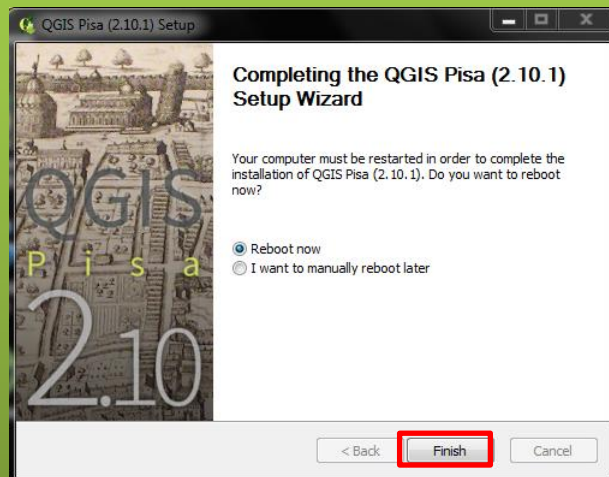 QGIS Pisa (2.10.1) Setup
Completing the QGIS Pisa (2.10.1)
Setup Wizard
Your computer must be restarted in order to complete the
installation of QGIS Pisa (2.10.1). Do you want to reboot
now?
Reboot now
I want to manually reboot later
QGIS
Pisa
2.10
< Back
Finish
Cancel